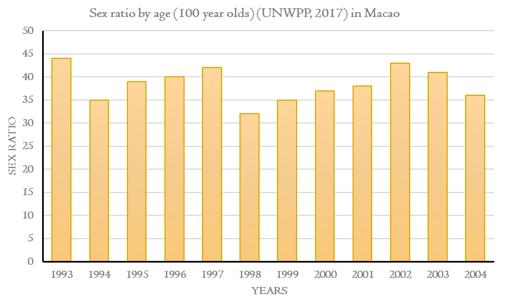 Sex ratio by age (100 year olds) (UNWPP, 2017) in Macao
50
45
40
35
30
25
20
15
10
5
0
SEX RATIO
1993 1994 1995 1996 1997 1998 1999 2000 2001 2002 2003 2004
YEARS